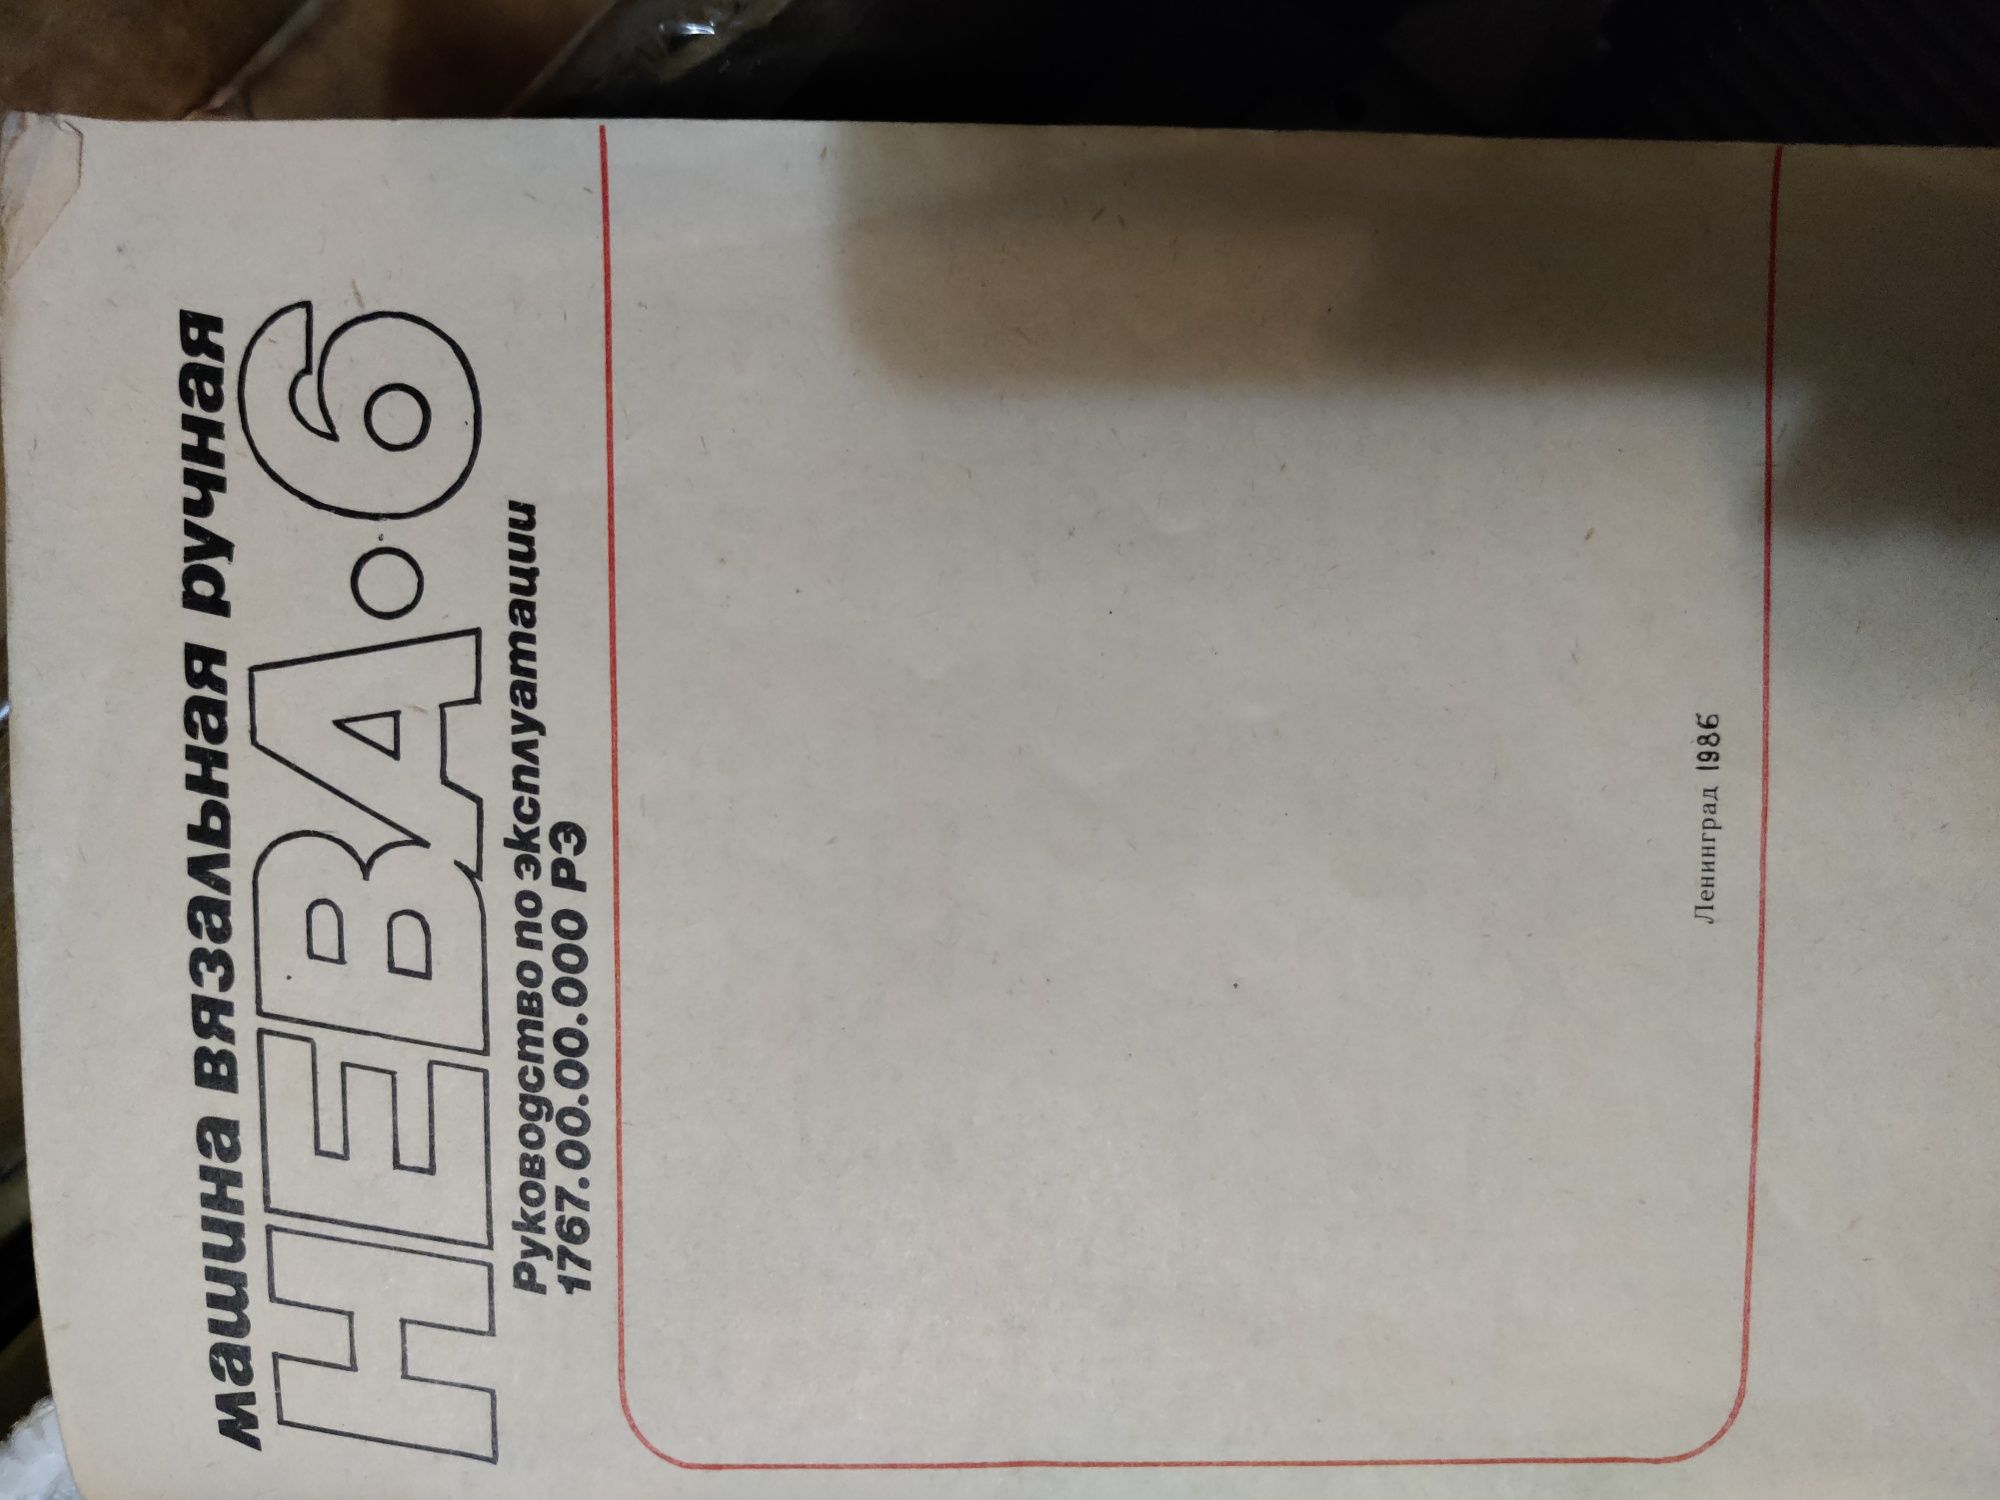 машина вязальная ручная
НЕВА·6
Руководство по эксплуатации
1767.00.00.000 РЭ
Ленинград 1986